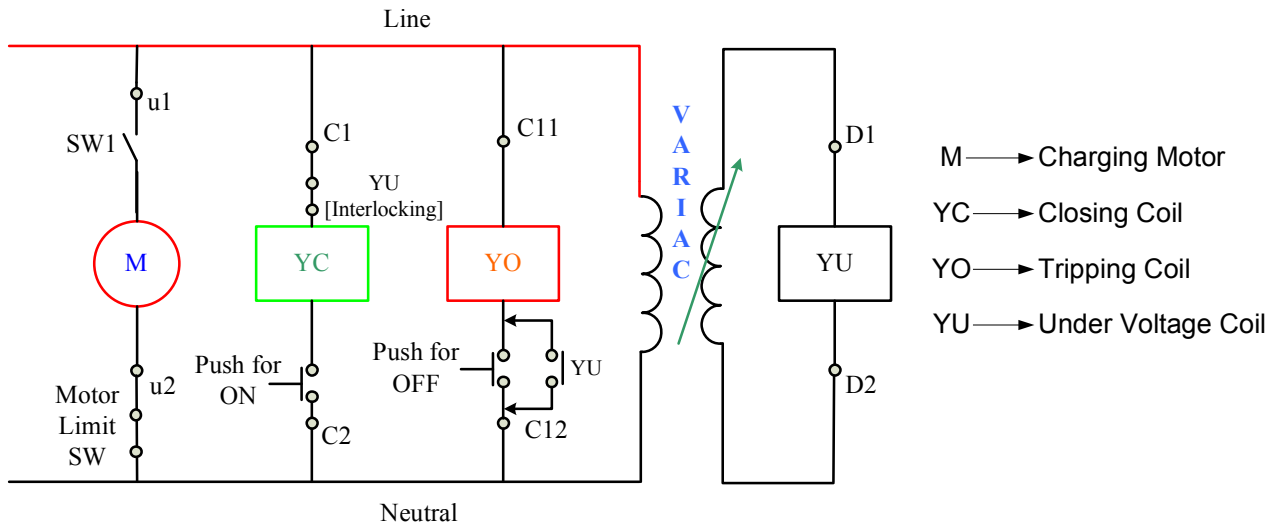 Line
u1
SW1
M
u2
Motor
Limit
SW
C1
YU
[Interlocking]
YC
Push for
ON
C2
C11
YO
Push for
OFF
YU
C12
VARIAC
D1
YU
D2
Neutral
M Charging Motor
YC Closing Coil
YO Tripping Coil
YU Under Voltage Coil